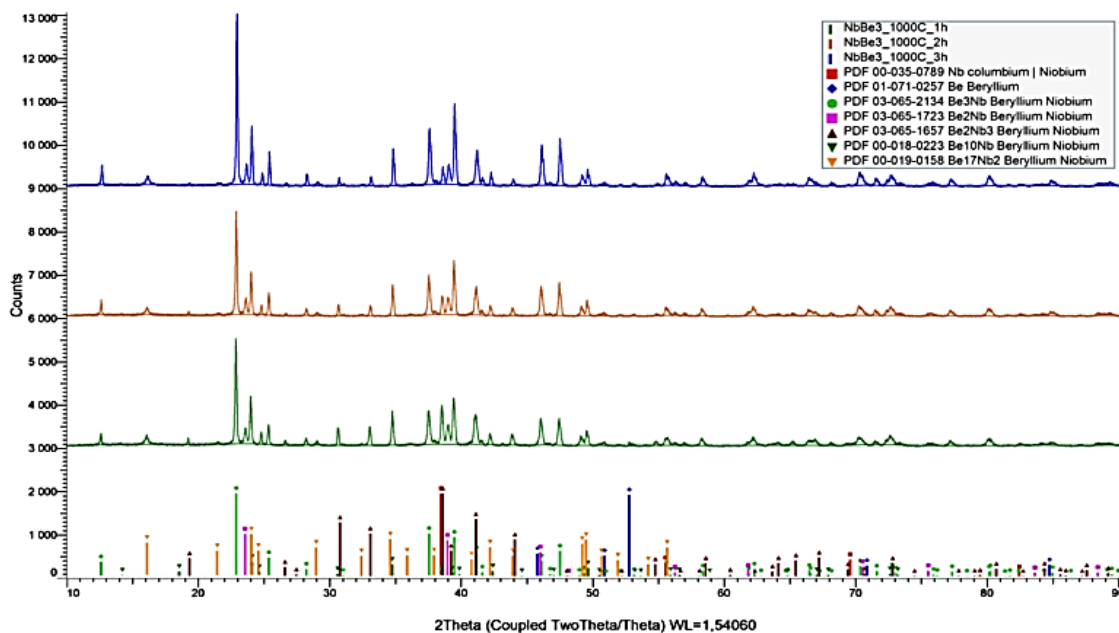 13 000
12 000
11 000
10 000
9 000
8 000
7 000
6 000
5 000
4 000
3 000
2 000
1 000
0
Counts
NbBe3_1000C_1h
NbBe3_1000C_2h
NbBe3_1000C_3h
PDF 00-035-0789 Nb columbium | Niobium
PDF 01-071-0257 Be Beryllium
PDF 03-065-2134 Be3Nb Beryllium Niobium
PDF 03-065-1723 Be2Nb Beryllium Niobium
PDF 03-065-1657 Be2Nb3 Beryllium Niobium
PDF 00-018-0223 Be10Nb Beryllium Niobium
PDF 00-019-0158 Be17Nb2 Beryllium Niobium
10 20 30 40 50 60 70 80 90
2Theta (Coupled TwoTheta/Theta) WL=1,54060